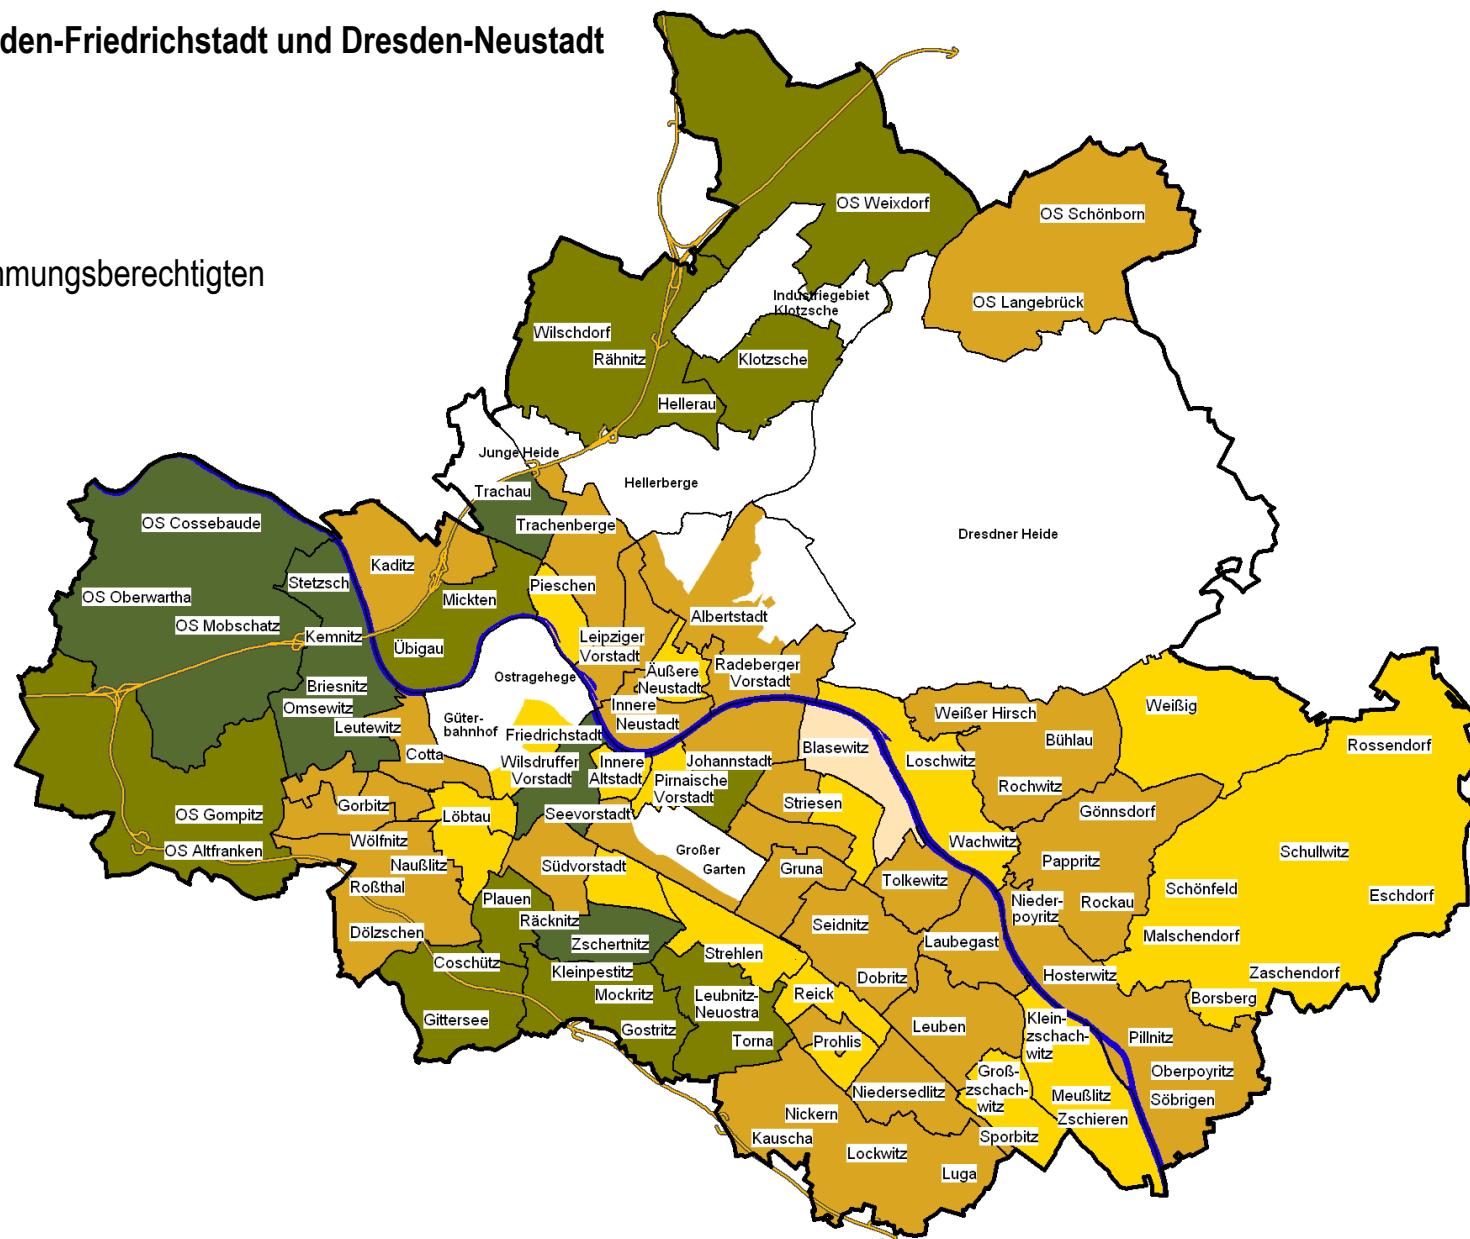 den-Friedrichstadt und Dresden-Neustadt
nmungsberechtigten
OS Weixdorf
OS Schönborn
OS Langebrück
Industriegebiet
Klotzsche
Wilschdorf
Rähnitz
Klotzsche
Hellerau
Junge Heide
Hellerberge
Trachau
Trachenberge
OS Cossebaude
Dresdner Heide
Kaditz
Stetzsch
Pieschen
OS Oberwartha
Mickten
Albertstadt
OS Mobschatz
Kemnitz
Übigau
Leipziger
Vorstadt
Ostragehege
Äußere
Neustadt
Radeberger
Vorstadt
Briesnitz
Omsewitz
Leutewitz
Innere
Neustadt
Güter-
bahnhof
Friedrichstadt
Weißer Hirsch
Weißig
Bühlau
Rossendorf
Blasewitz
Cotta
Wilsdruffer
Vorstadt
Innere
Altstadt
Johannstadt
Loschwitz
Pirnaische
Vorstadt
Rochwitz
Gorbitz
Striesen
Gönnsdorf
OS Gompitz
Löbtau
Seevorstadt
Wölfnitz
Wachwitz
OS Altfranken
Großer
Garten
Schullwitz
Naußlitz
Südvorstadt
Gruna
Tolkewitz
Pappritz
Roßthal
Schönfeld
Eschdorf
Plauen
Nieder-
poyritz
Rockau
Räcknitz
Seidnitz
Dölzschen
Zschertnitz
Laubegast
Malschendorf
Strehlen
Coschütz
Kleinpestitz
Dobritz
Hosterwitz
Zaschendorf
Mockritz
Leubnitz-
Neuostra
Reick
Borsberg
Gittersee
Gostritz
Torna
Prohlis
Leuben
Klein-
zschach-
witz
Pillnitz
Oberpoyritz
Groß-
zschach-
witz
Niedersedlitz
Meußlitz
Söbrigen
Nickern
Zschieren
Kauscha
Sporbitz
Lockwitz
Luga